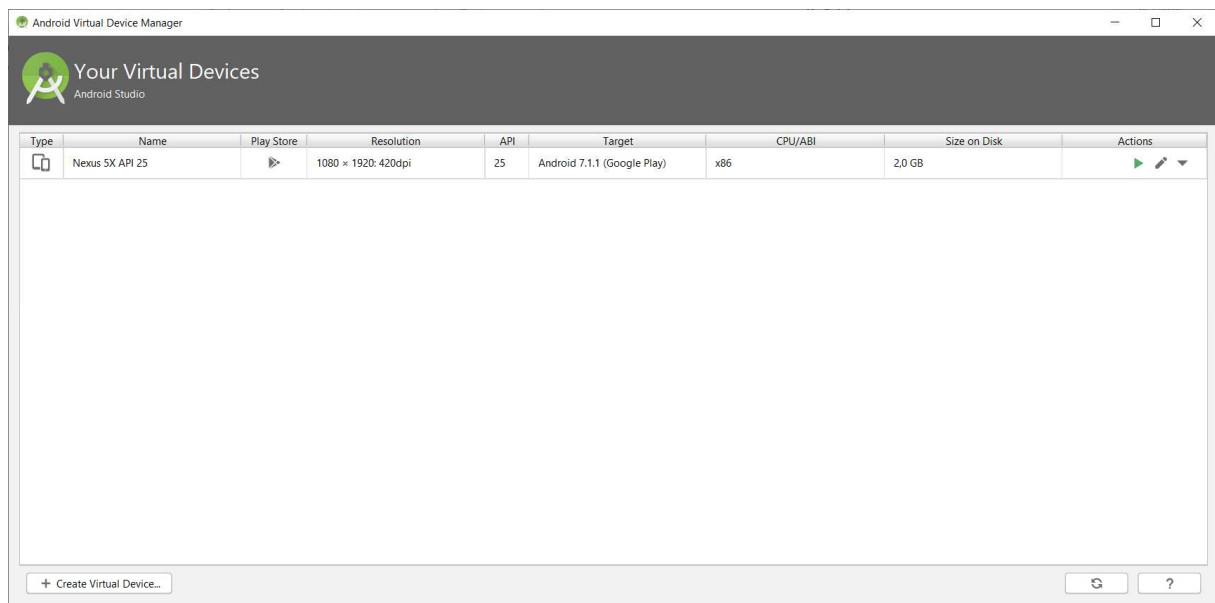 Android Virtual Device Manager
Your Virtual Devices
Android Studio
Type Name Play Store Resolution API Target CPU/ABI Size on Disk Actions
Nexus 5X API 25 1080 × 1920: 420dpi 25 Android 7.1.1 (Google Play) x86 2,0 GB
+ Create Virtual Device... ?